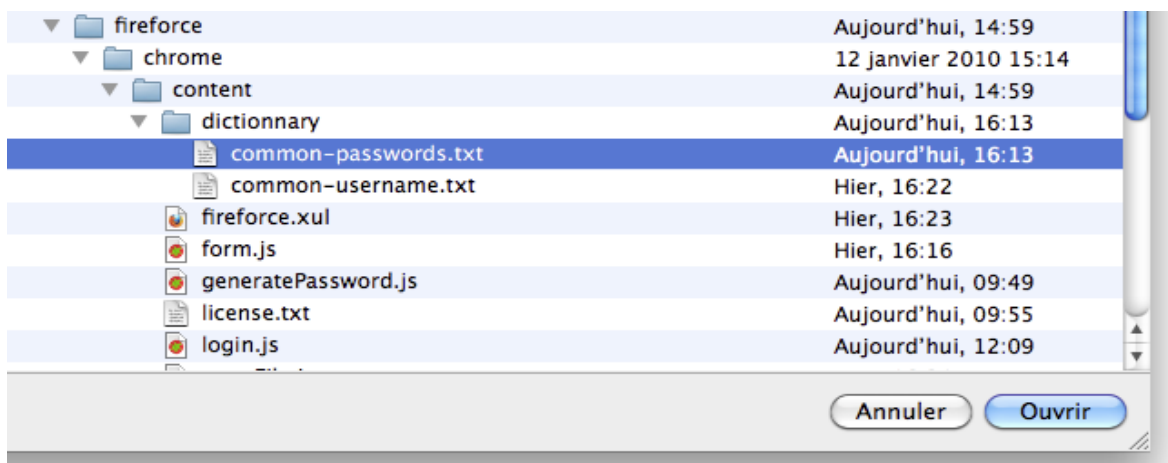 fireforce Aujourd'hui, 14:59
chrome 12 janvier 2010 15:14
content Aujourd'hui, 14:59
dictionnary Aujourd'hui, 16:13
common-passwords.txt Aujourd'hui, 16:13
common-username.txt Hier, 16:22
fireforce.xul Hier, 16:23
form.js Hier, 16:16
generatePassword.js Aujourd'hui, 09:49
license.txt Aujourd'hui, 09:55
login.js Aujourd'hui, 12:09
Annuler Ouvrir